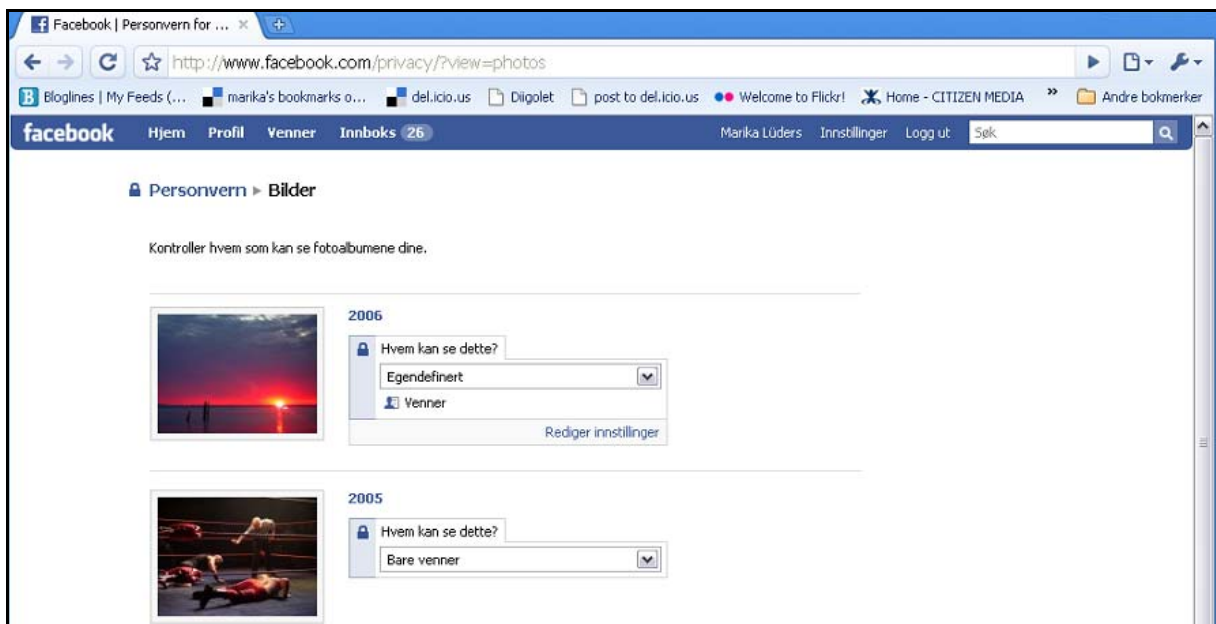 Facebook | Personvern for ...
http://www.facebook.com/privacy/?view=photos
Bloglines | My Feeds (... marika's bookmarks o... del.icio.us Diigolet post to del.icio.us Welcome to Flickr! Home - CITIZEN MEDIA » Andre bokmerker
facebook Hjem Profil Venner Innboks 26 Marika Lüders Innstillinger Logg ut Søk
Personvern Bilder
Kontroller hvem som kan se fotoalbumene dine.
2006
Hvem kan se dette?
Egendefinert
Venner
Rediger innstillinger
2005
Hvem kan se dette?
Bare venner